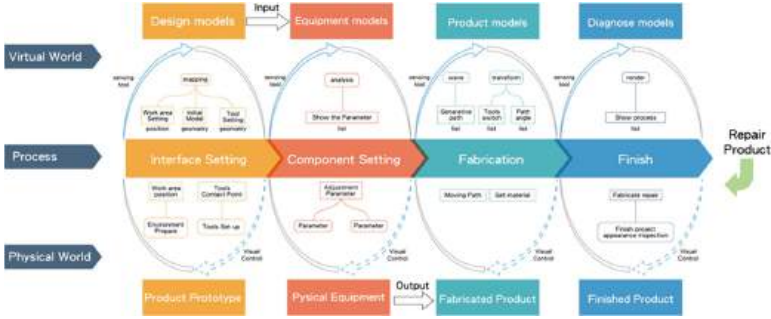 Design models
Input
Equipment models
Product models
Diagnose models
Virtual World
sensing
tool
mapping
Work area
Setting
position
Initial
Model
geometry
Tool
Setting
geometry
sensing
tool
analysis
Show the Parameter
list
sensing
tool
wave
transform
Generative
path
list
Tools
switch
list
Path
angle
list
sensing
tool
render
Show process
list
Process
Interface Setting
Component Setting
Fabrication
Finish
Repair
Product
Work area
position
Tools
Contact Point
Environment
Prepare
Tools Set up
Visual
Control
Adjustment
Parameter
Parameter
Parameter
Visual
Control
Moving Path
Set material
Visual
Control
Fabricate repair
Finish project
appearance inspection
Visual
Control
Physical World
Product Prototype
Pysical Equipment
Output
Fabricated Product
Finished Product